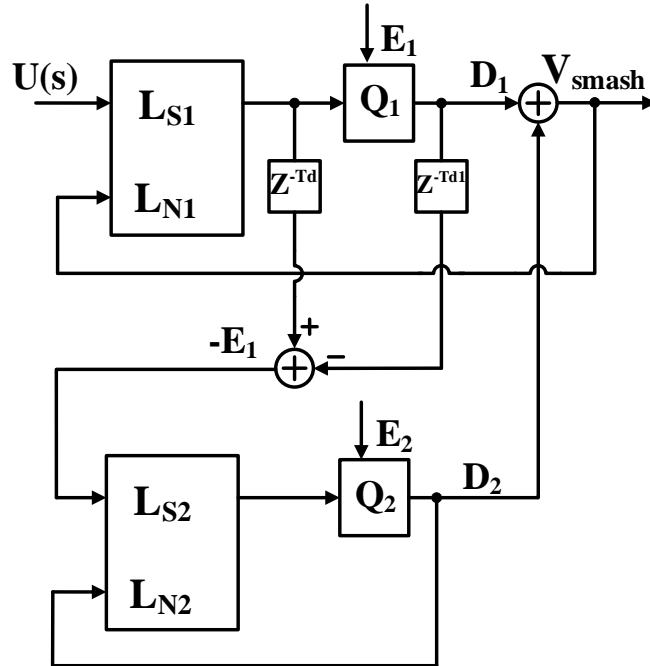 E1
U(s)
LS1
Q1
D1
Vsmash
+
Z-Td
Z-Td1
LN1
+
-E1
+
−
E2
LS2
Q2
D2
LN2